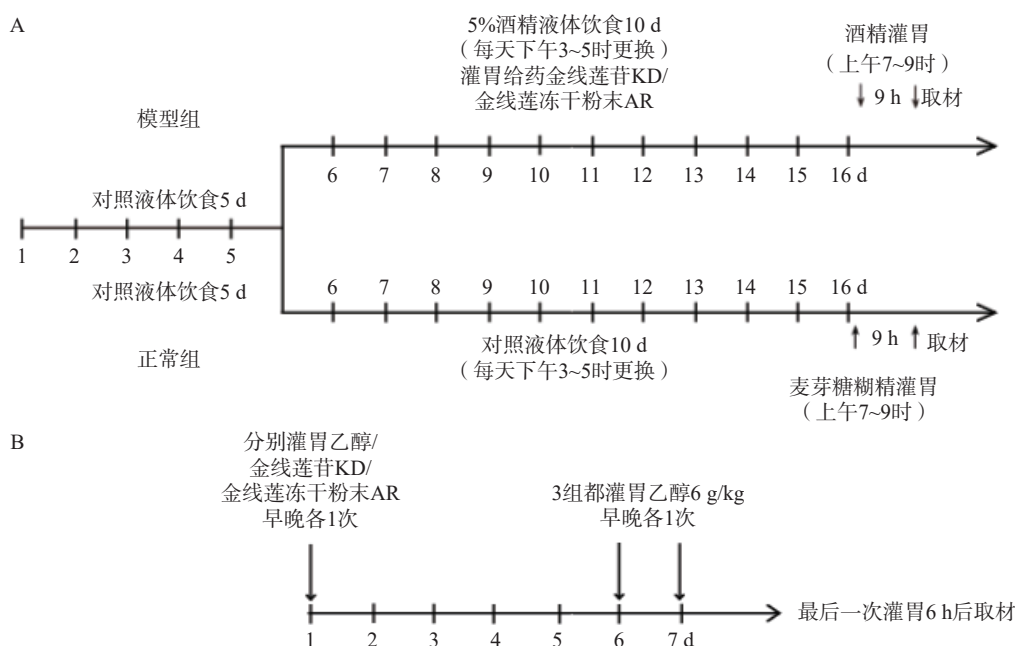 A
5%酒精液体饮食10 d
（每天下午3~5时更换）
灌胃给药金线莲苷KD/
金线莲冻干粉末AR
酒精灌胃
（上午7~9时）
9 h 取材
模型组
6 7 8 9 10 11 12 13 14 15 16 d
对照液体饮食5 d
1 2 3 4 5
对照液体饮食5 d
6 7 8 9 10 11 12 13 14 15 16 d
正常组
对照液体饮食10 d
（每天下午3~5时更换）
9 h 取材
麦芽糖糊精灌胃
（上午7~9时）
B
分别灌胃乙醇/
金线莲苷KD/
金线莲冻干粉末AR
早晚各1次
3组都灌胃乙醇6 g/kg
早晚各1次
1 2 3 4 5 6 7 d
最后一次灌胃6 h后取材